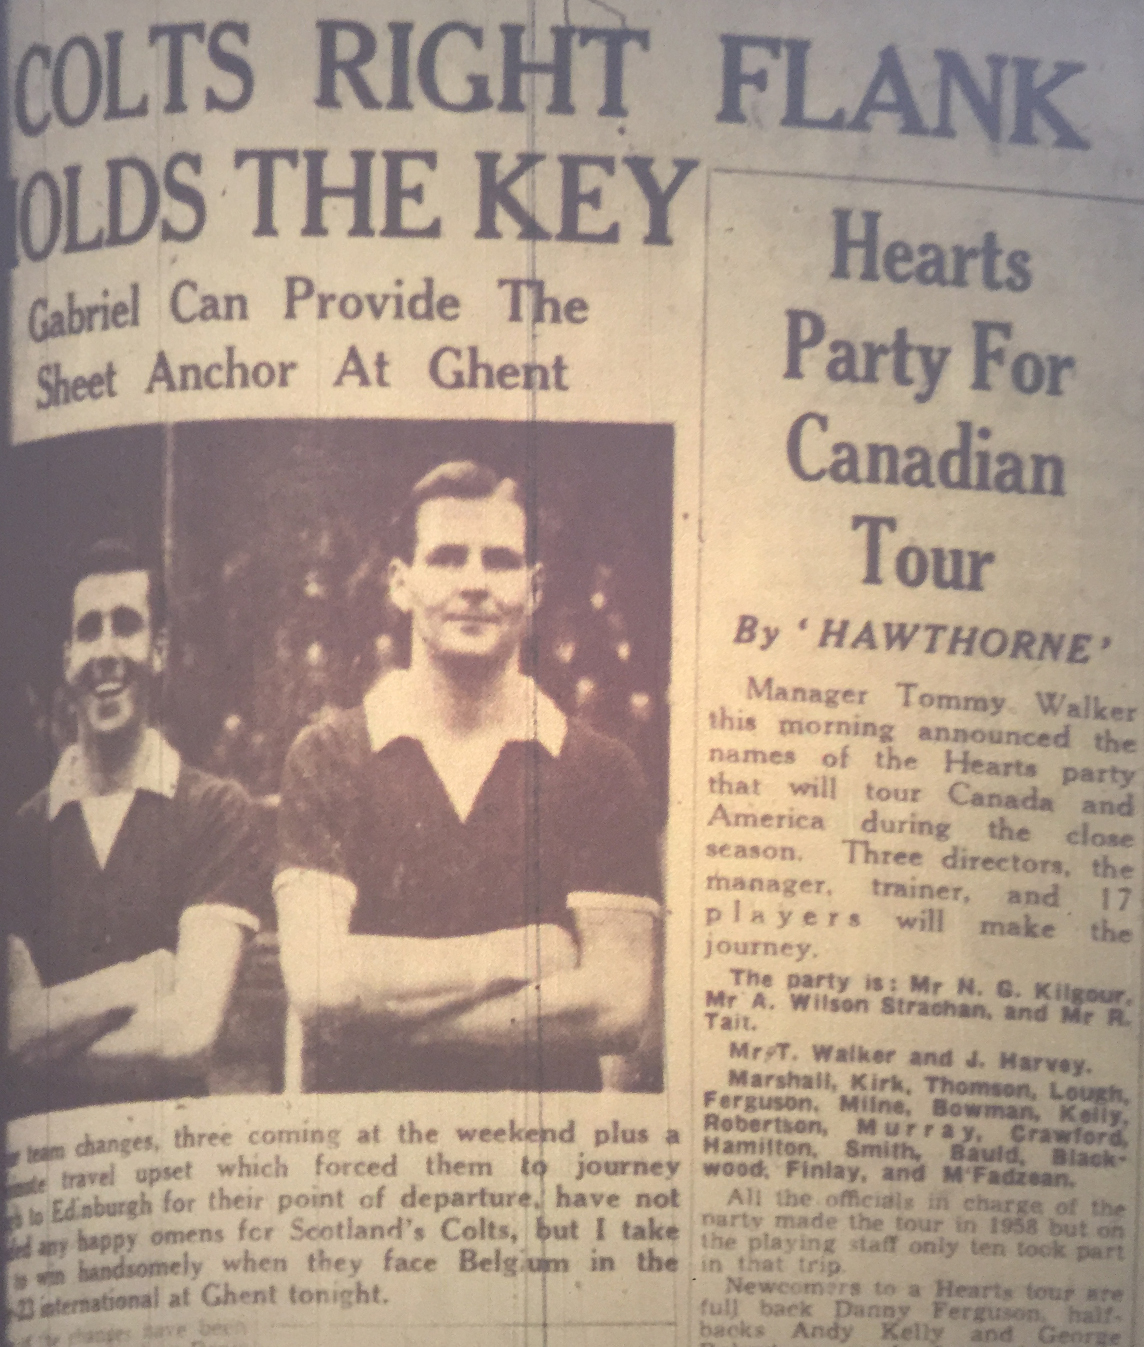 COLTS RIGHT FLANK
OLDS THE KEY
Gabriel Can Provide The
Sheet Anchor At Ghent
team changes, three coming at the weekend plus a
travel upset which forced them to journey
to Edinburgh for their point of departure, have not
any happy omens for Scotland's Colts, but I take
to win handsomely when they face Belgium in the
-23 international at Ghent tonight.
the changes have been
Hearts
Party For
Canadian
Tour
By ‘HAWTHORNE’
Manager Tommy Walker
this morning announced the
names of the Hearts party
that will tour Canada and
America during the close
season. Three directors, the
manager, trainer, and 17
players will make the
journey.
The party is: Mr N. G. Kilgour,
Mr A. Wilson Strachan, and Mr R.
Tait.
Mr T. Walker and J. Harvey.
Marshall, Kirk, Thomson, Lough,
Ferguson, Milne, Bowman, Kelly,
Robertson, Murray, Crawford,
Hamilton, Smith, Bauld, Black-
wood, Finlay, and M'Fadzean.
All the officials in charge of the
party made the tour in 1958 but on
the playing staff only ten took part
in that trip.
Newcomers to a Hearts tour are
full back Danny Ferguson, half-
backs Andy Kelly and George